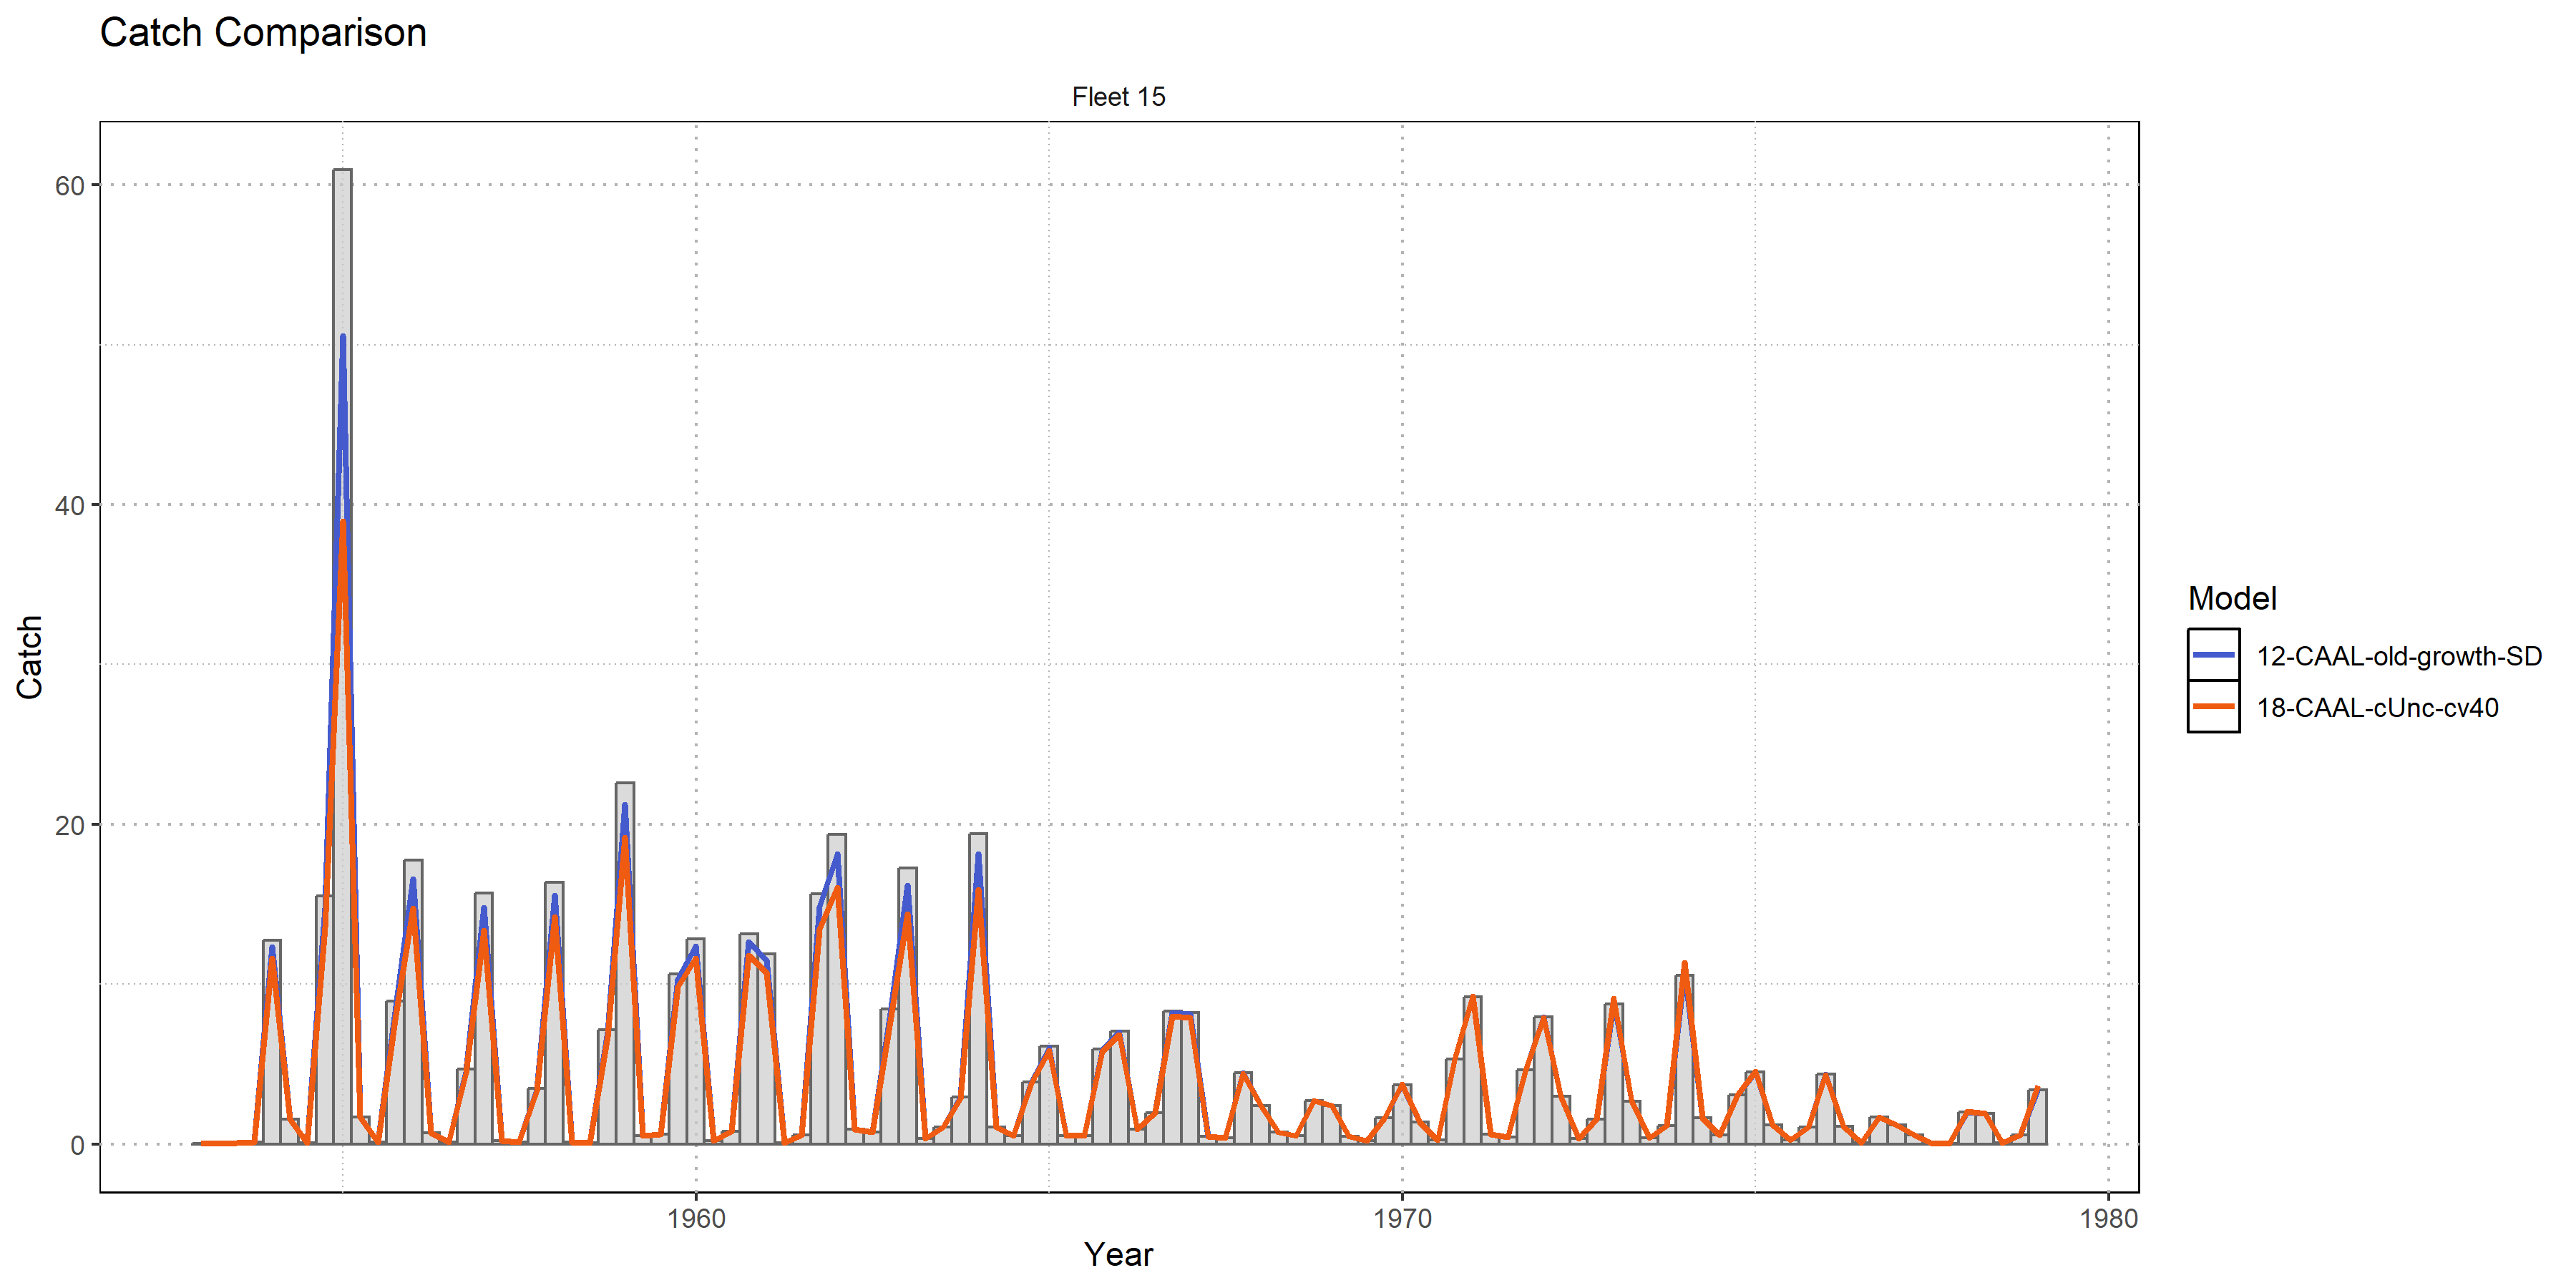 Catch Comparison
Fleet 15
60
40
20
0
Catch
1960
1970
1980
Year
Model
12-CAAL-old-growth-SD
18-CAAL-cUnc-cv40